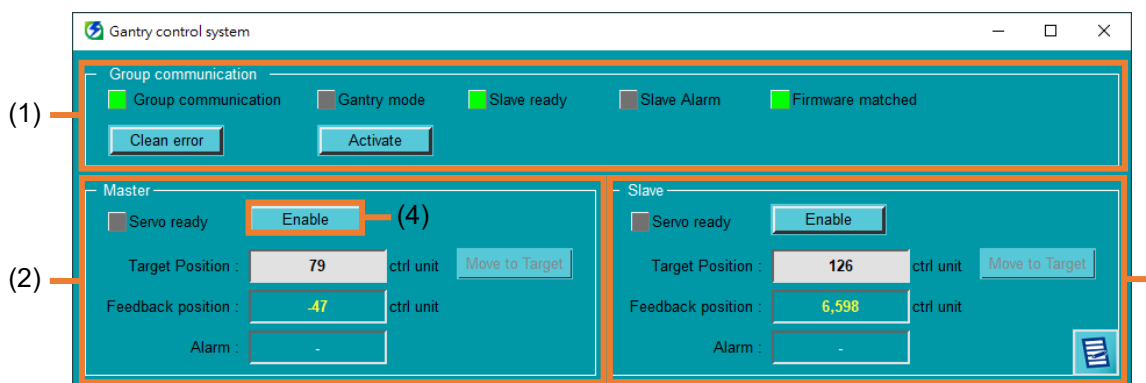 Gantry control system
Group communication
Group communication Gantry mode Slave ready Slave Alarm Firmware matched
(1)
Clean error Activate
Master
Servo ready Enable (4)
Target Position : 79 ctrl unit Move to Target
(2)
Feedback position : -47 ctrl unit
Alarm : -
Slave
Servo ready Enable
Target Position : 126 ctrl unit Move to Target
Feedback position : 6,598 ctrl unit
Alarm : -